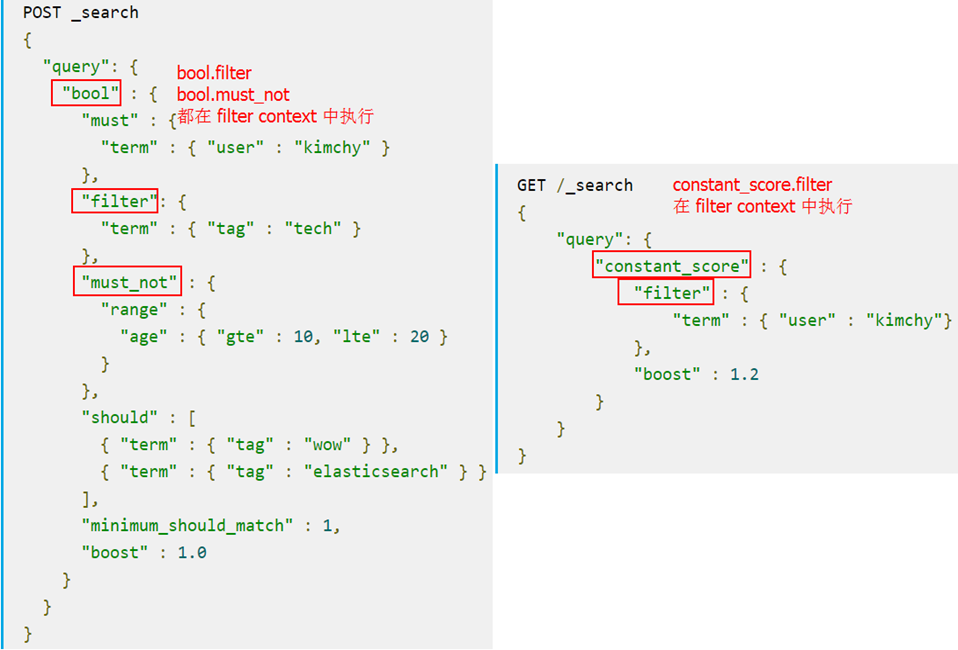 POST _search
{
"query": {
"bool" : {
bool.filter
bool.must_not
都在 filter context 中执行
"must" : {
"term" : { "user" : "kimchy" }
},
"filter": {
"term" : { "tag" : "tech" }
},
"must_not" : {
"range" : {
"age" : { "gte" : 10, "lte" : 20 }
}
},
"should" : [
{ "term" : { "tag" : "wow" } },
{ "term" : { "tag" : "elasticsearch" } }
],
"minimum_should_match" : 1,
"boost" : 1.0
}
}
}
GET /_search
constant_score.filter
在 filter context 中执行
{
"query": {
"constant_score" : {
"filter" : {
"term" : { "user" : "kimchy"}
},
"boost" : 1.2
}
}
}